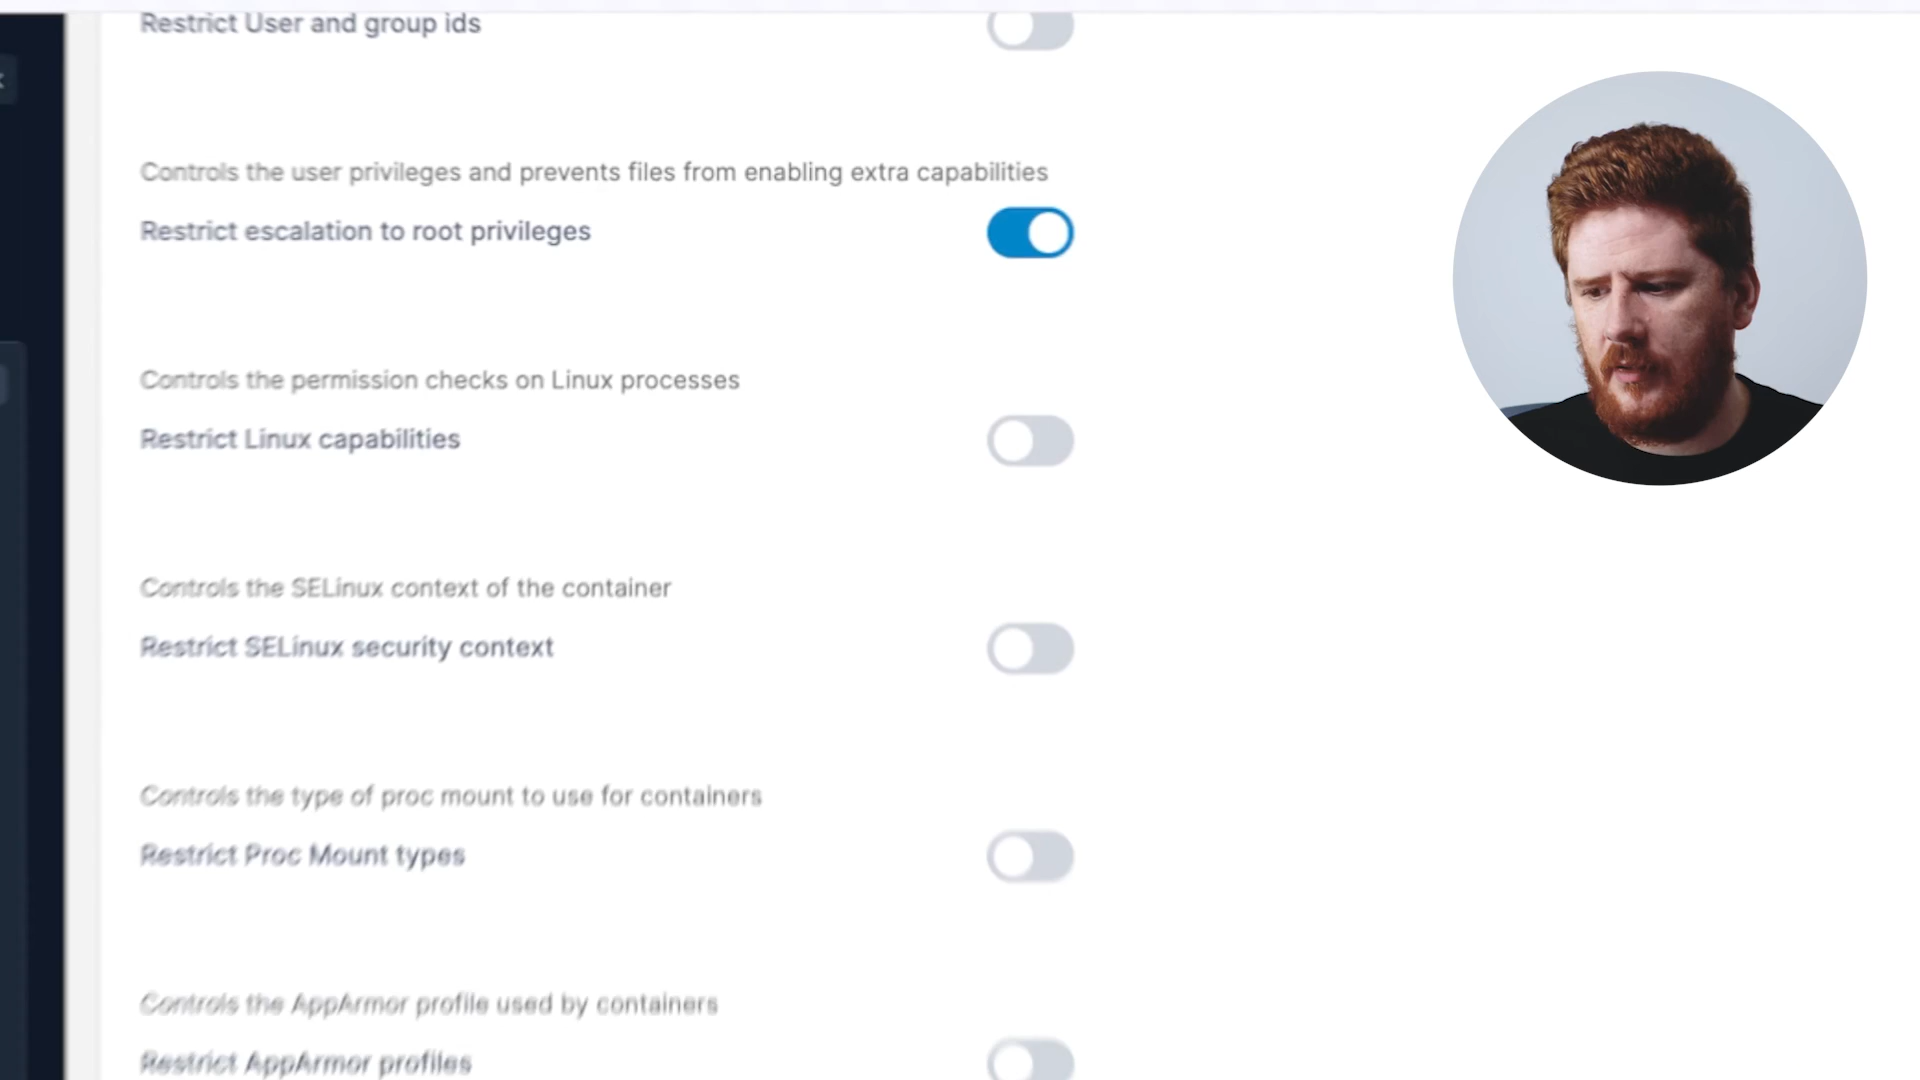 Restrict User and group ids
Controls the user privileges and prevents files from enabling extra capabilities
Restrict escalation to root privileges
Controls the permission checks on Linux processes
Restrict Linux capabilities
Controls the SELinux context of the container
Restrict SELinux security context
Controls the type of proc mount to use for containers
Restrict Proc Mount types
Controls the AppArmor profile used by containers
Restrict AppArmor profiles